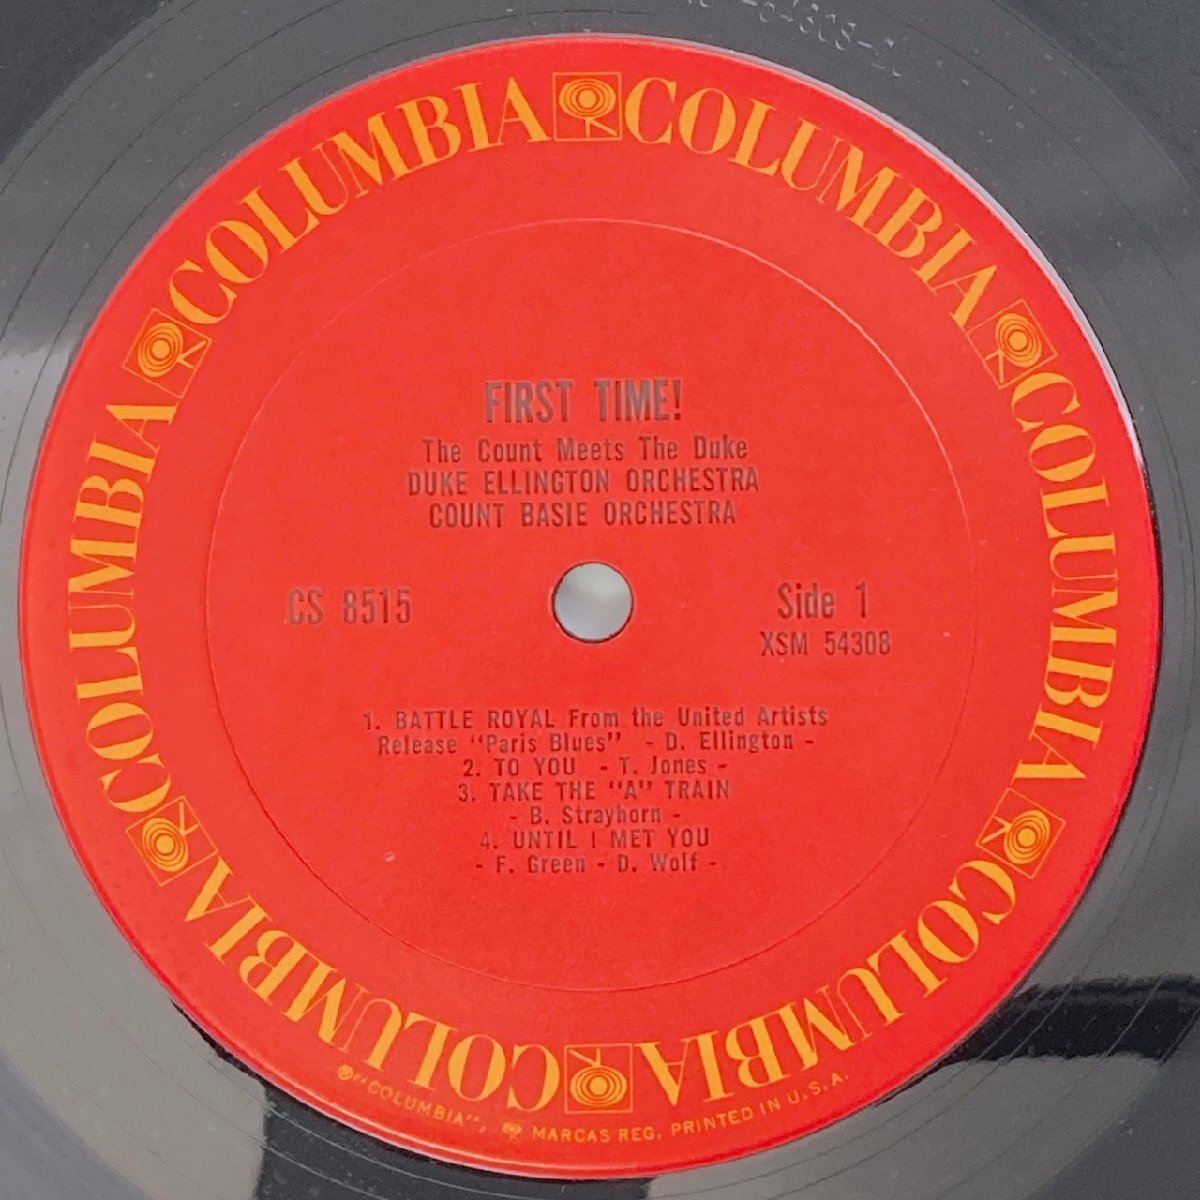 COLUMBIA COLUMBIA COLUMBIA COLUMBIA COLUMBIA COLUMBIA
FIRST TIME!
The Count Meets The Duke
DUKE ELLINGTON ORCHESTRA
COUNT BASIE ORCHESTRA
CS 8515
Side 1
XSM 54308
1. BATTLE ROYAL From the United Artists
Release "Paris Blues" - D. Ellington -
2. TO YOU - T. Jones -
3. TAKE THE "A" TRAIN
- B. Strayhorn -
4. UNTIL I MET YOU
- F. Green - D. Wolf -
®"COLUMBIA", MARCAS REG. PRINTED IN U.S.A.